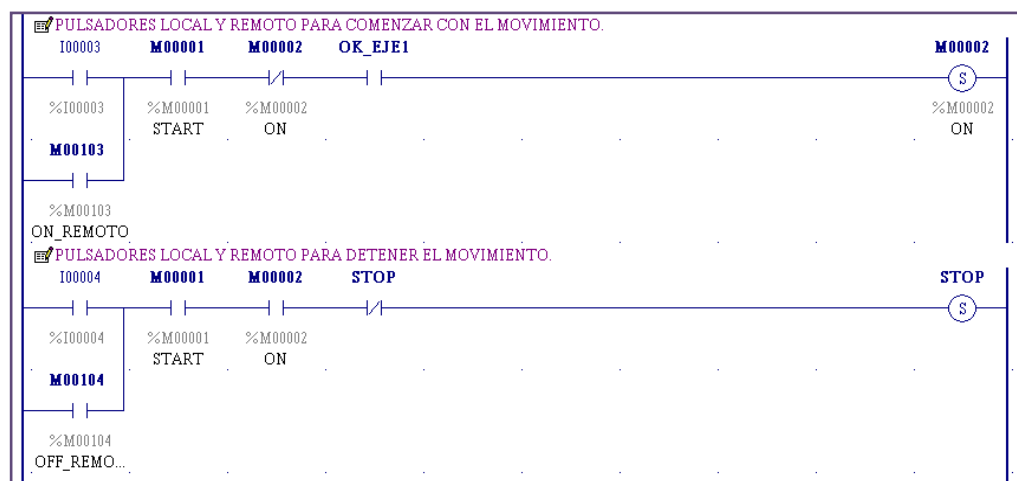 PULSADORES LOCAL Y REMOTO PARA COMENZAR CON EL MOVIMIENTO.
I00003 M00001 M00002 OK_EJE1 M00002
S
%I00003 %M00001 %M00002 %M00002
START ON ON
M00103
%M00103
ON_REMOTO
PULSADORES LOCAL Y REMOTO PARA DETENER EL MOVIMIENTO.
I00004 M00001 M00002 STOP STOP
S
%I00004 %M00001 %M00002
START ON
M00104
%M00104
OFF_REMO...